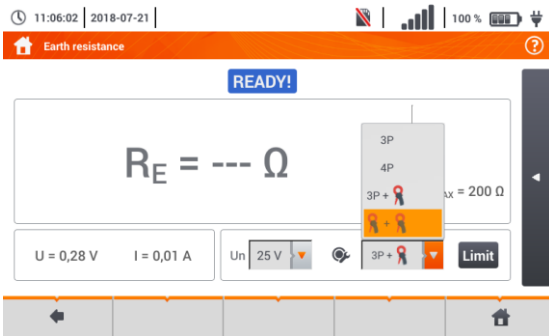 11:06:02 2018-07-21 100 %
Earth resistance
READY!
RE = --- Ω
3P
4P
3P +
+
= 200 Ω
U = 0,28 V I = 0,01 A Un 25 V 3P + Limit